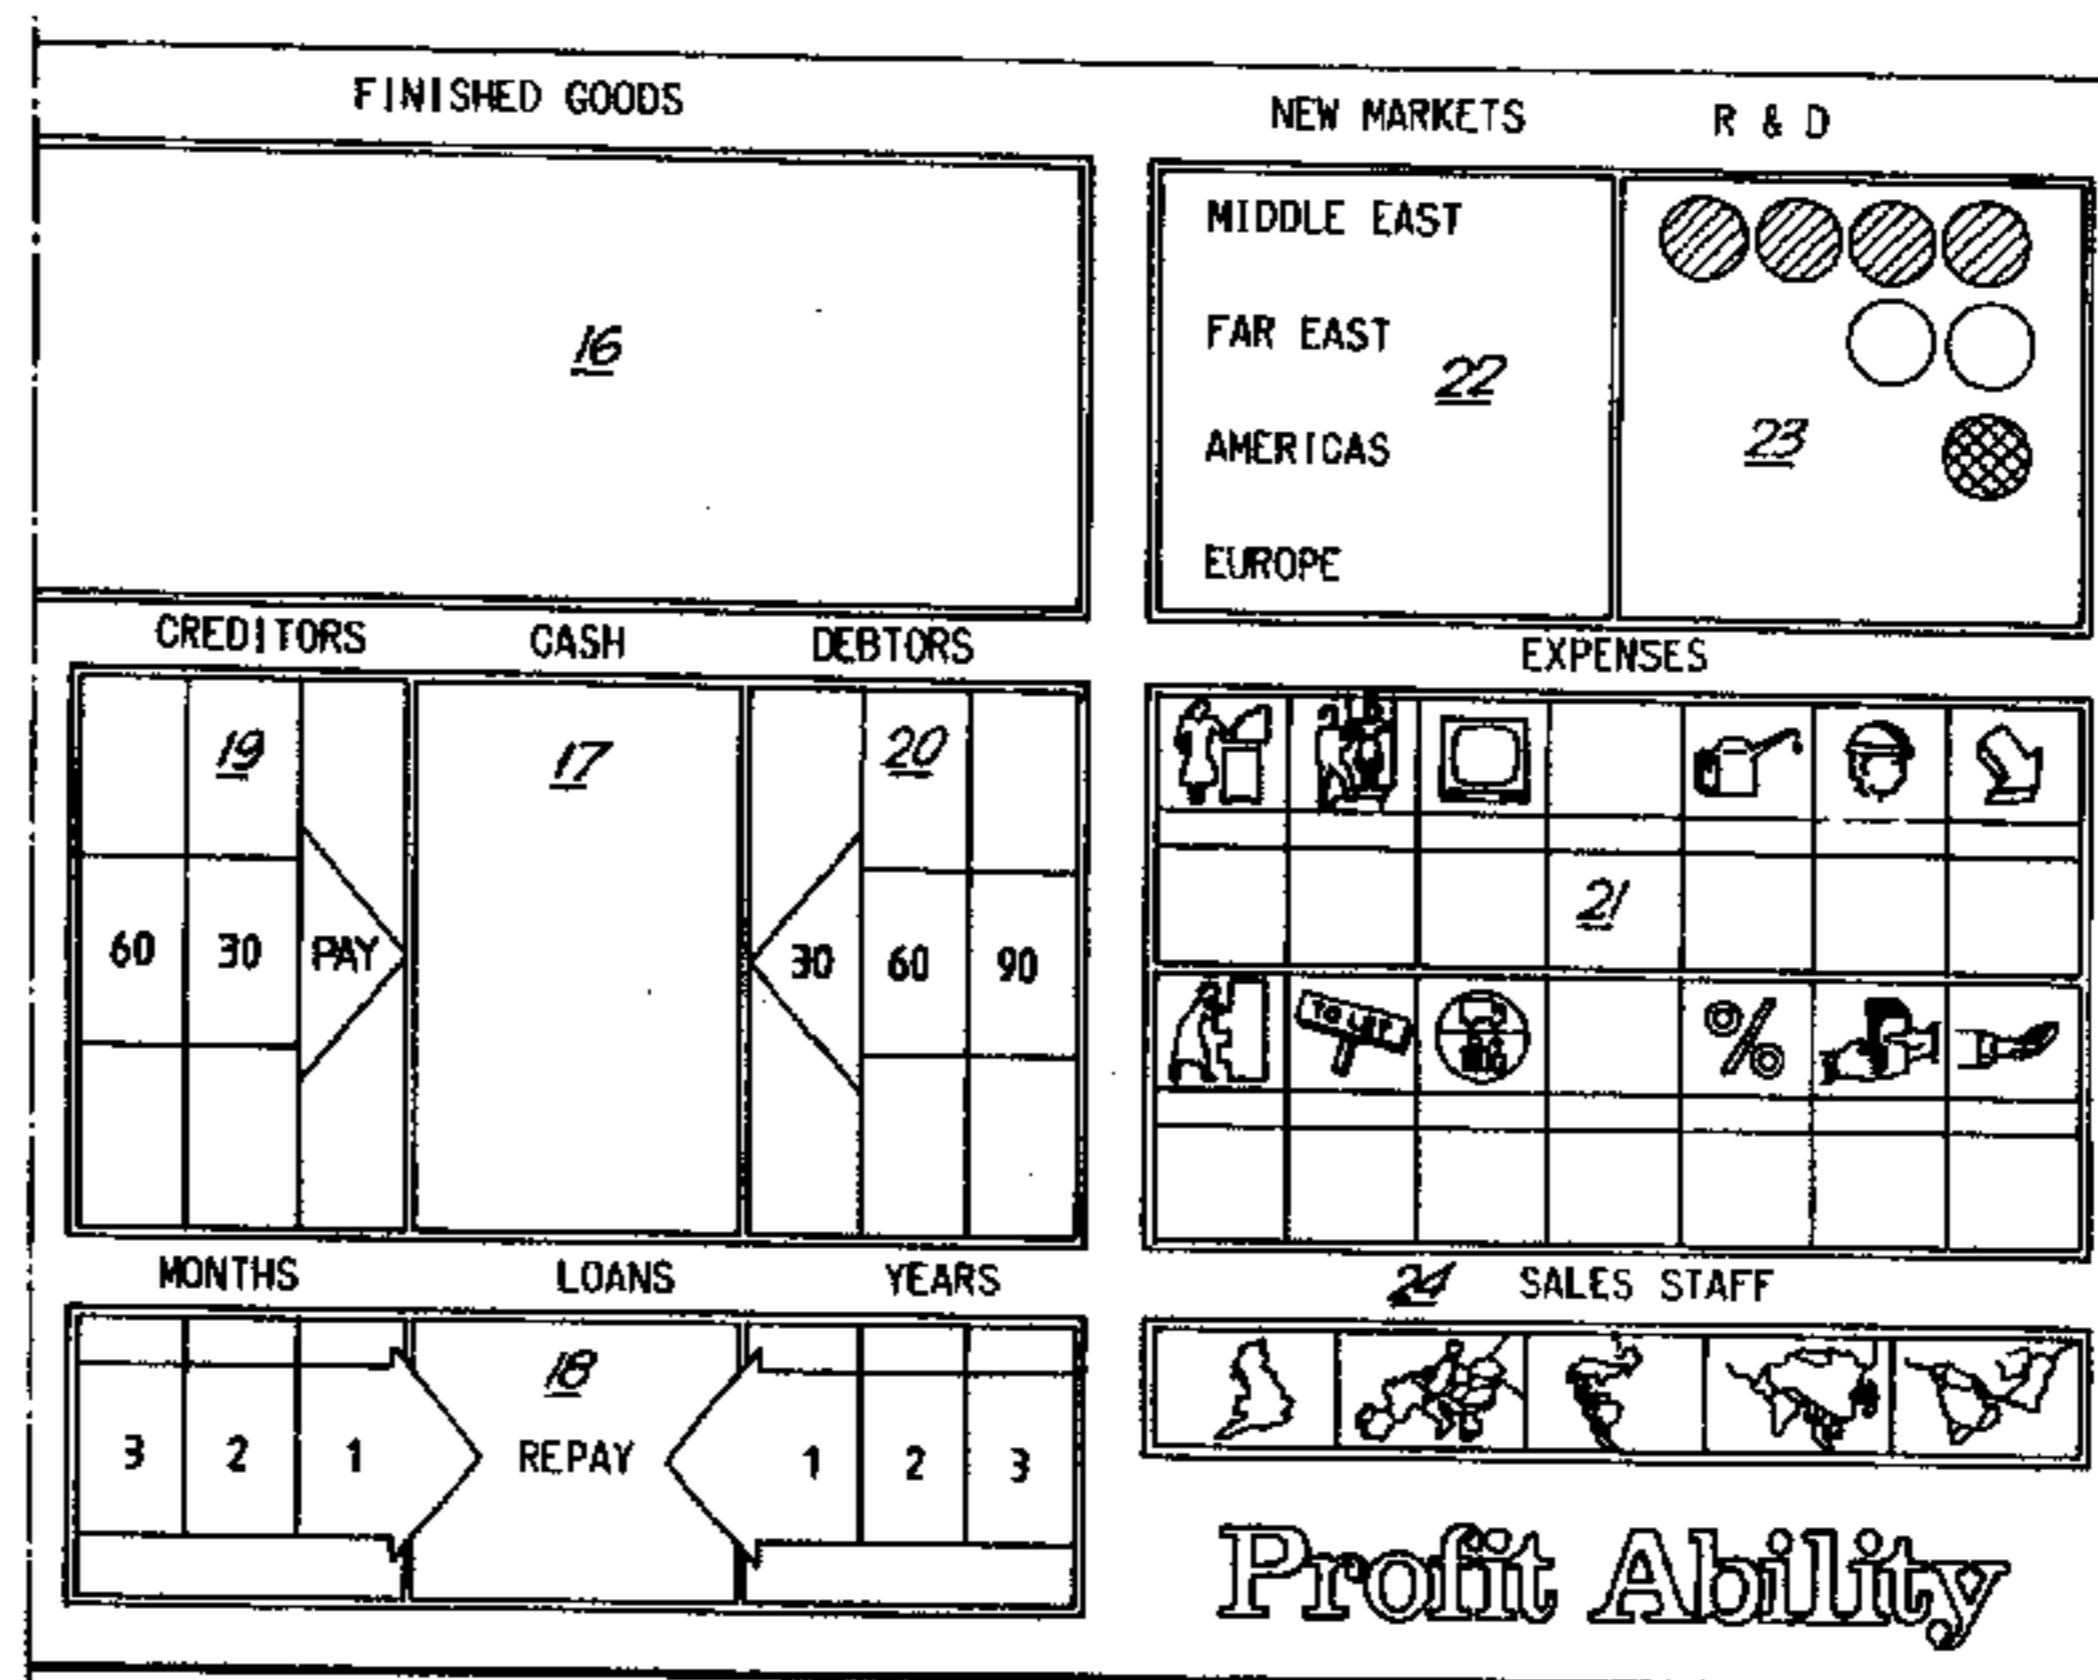 FINISHED GOODS
NEW MARKETS R & D
16
MIDDLE EAST
FAR EAST
22
AMERICAS
23
EUROPE
CREDITORS CASH DEBTORS
EXPENSES
19 17 20
21
60 30 PAY 30 60 90
TO LET
%
MONTHS LOANS YEARS
24 SALES STAFF
18
3 2 1 REPAY 1 2 3
Profit Ability